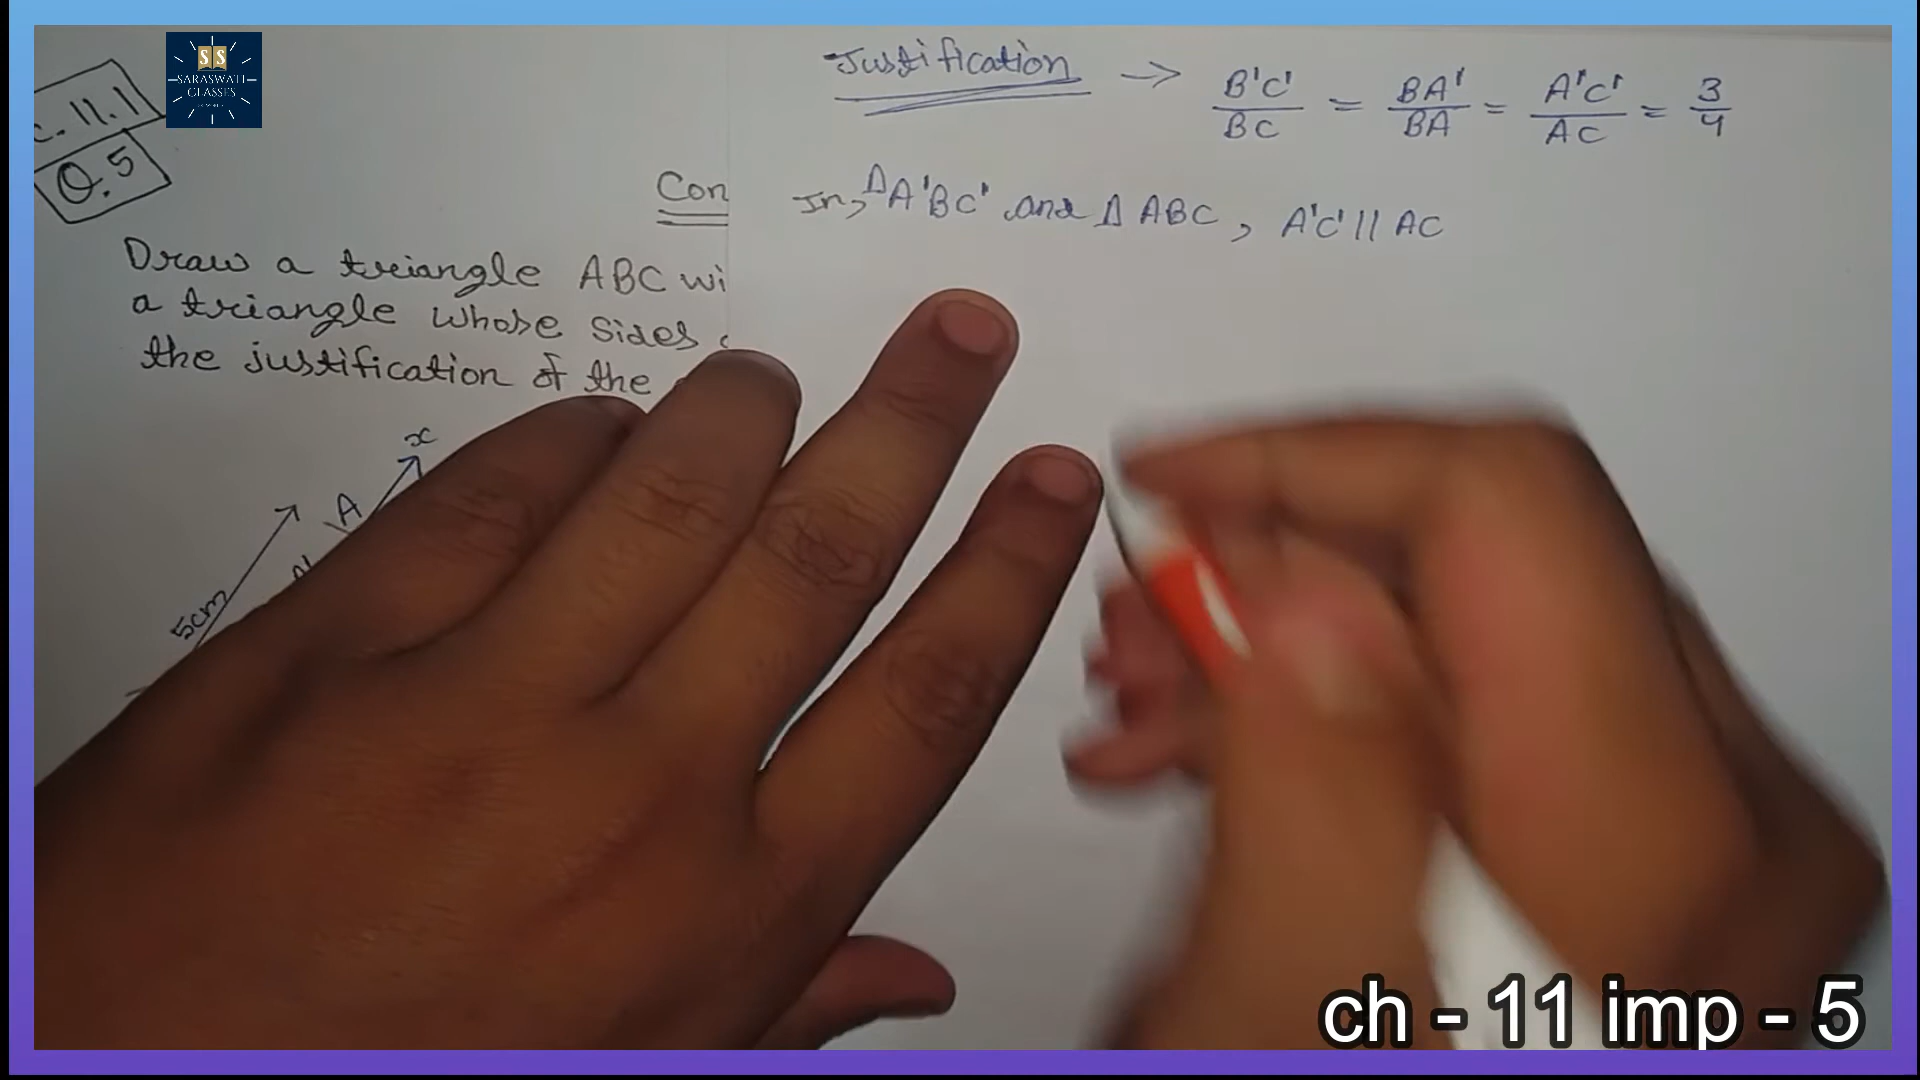 SS
SARASWATI
CLASSES
11.1
Q.5
Justification → B'C'/BC = BA'/BA = A'C'/AC = 3/4
Con
In, ΔA'BC' and Δ ABC, A'C' || AC
Draw a triangle ABC wi
a triangle whose sides
the justification of the
x
A
5cm
ch - 11 imp - 5